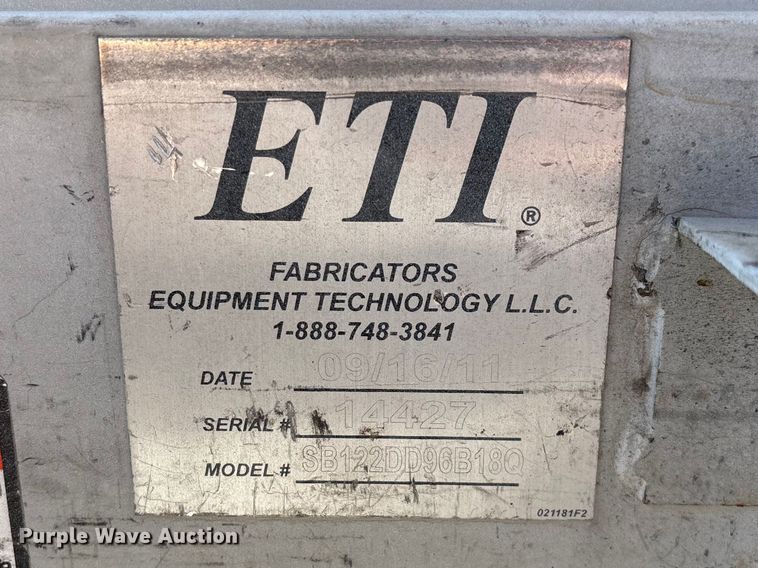 ETI®
FABRICATORS
EQUIPMENT TECHNOLOGY L.L.C.
1-888-748-3841
DATE 09/16/11
SERIAL # 14427
MODEL # SB122DD96B18Q
021181F2
Purple Wave Auction